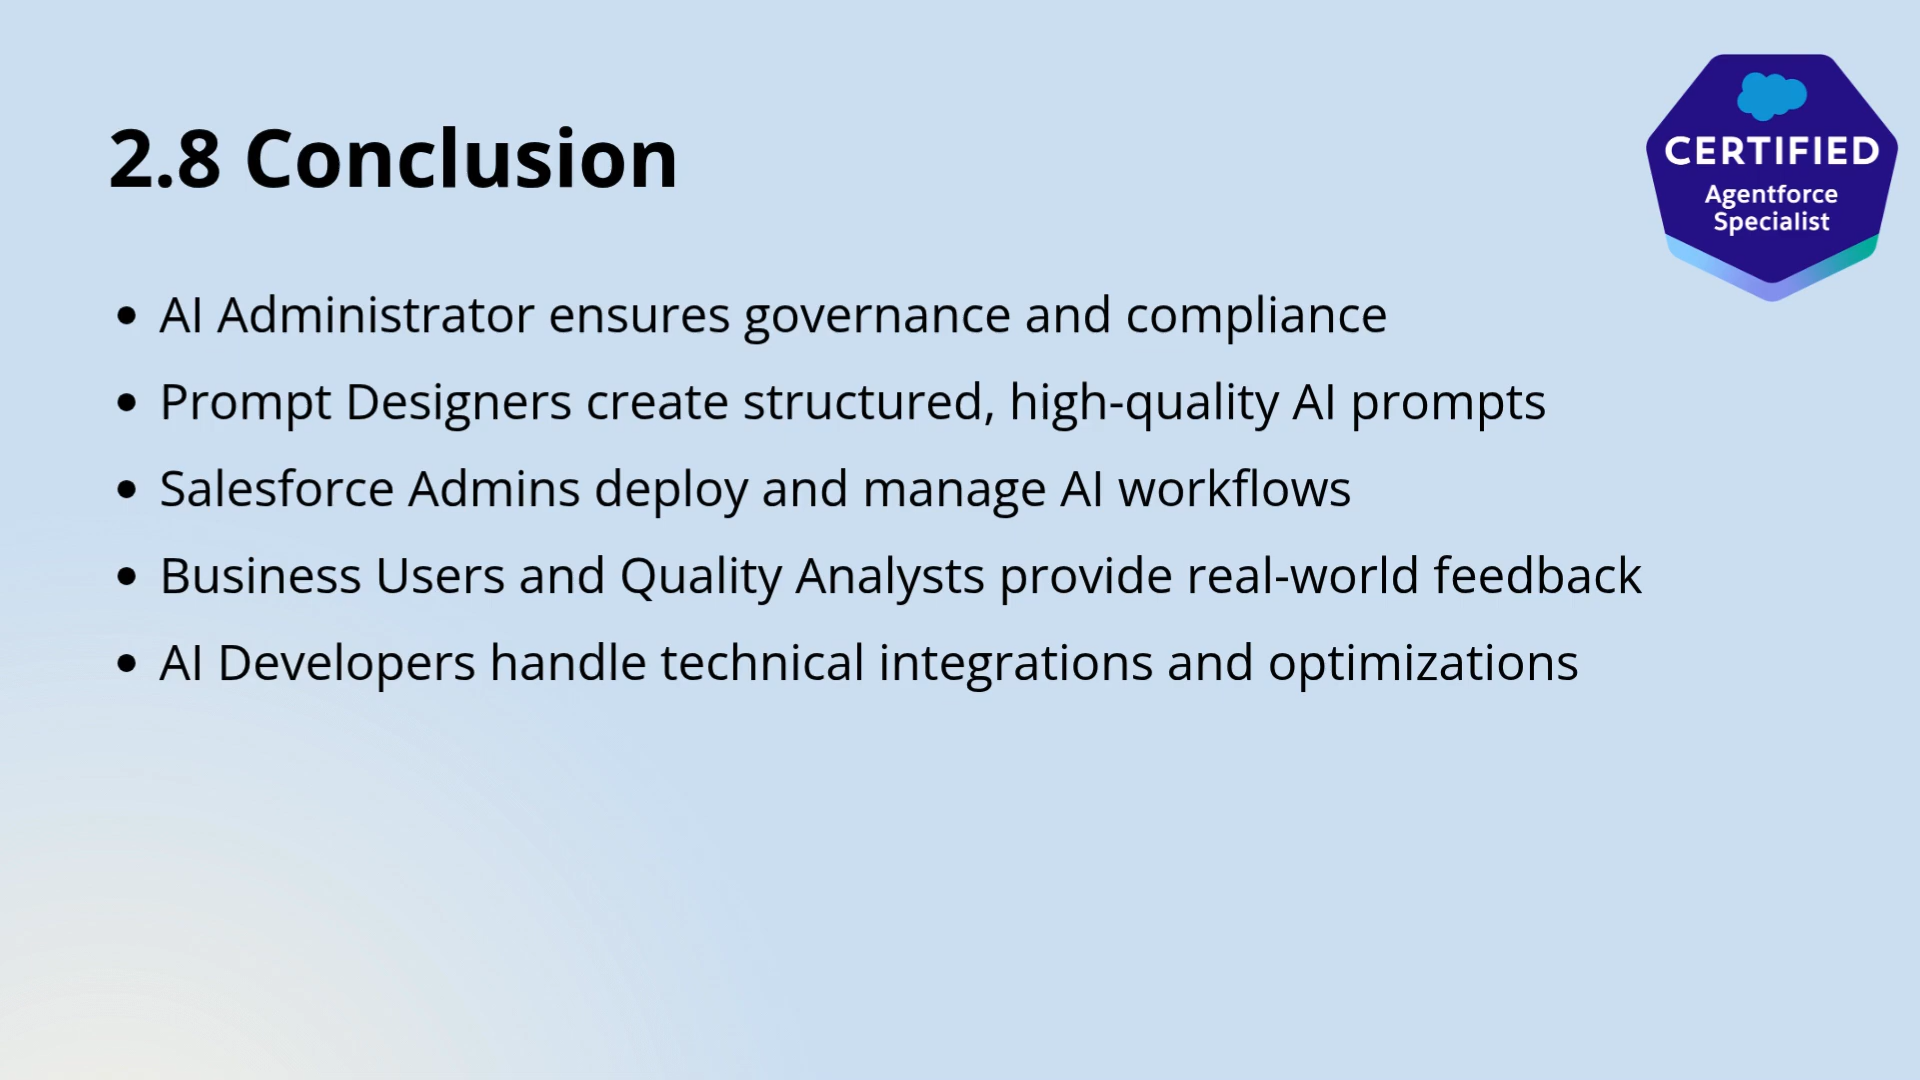 2.8 Conclusion
CERTIFIED
Agentforce
Specialist
• AI Administrator ensures governance and compliance
• Prompt Designers create structured, high-quality AI prompts
• Salesforce Admins deploy and manage AI workflows
• Business Users and Quality Analysts provide real-world feedback
• AI Developers handle technical integrations and optimizations